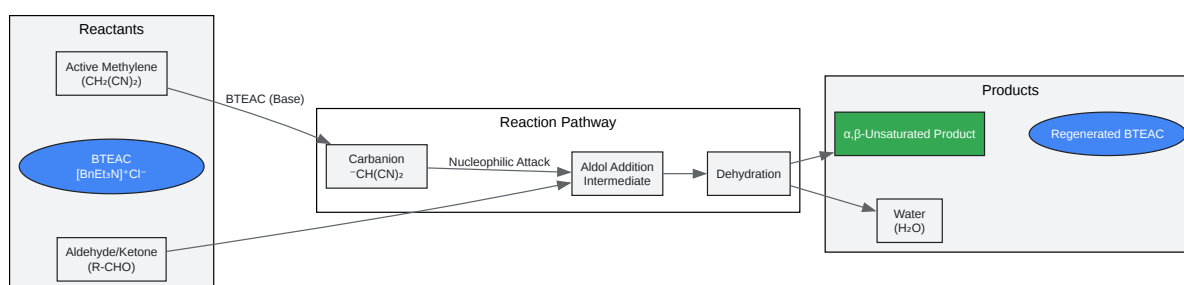 Reactants
Active Methylene
(CH₂(CN)₂)
BTEAC
[BnEt₃N]⁺Cl⁻
Aldehyde/Ketone
(R-CHO)
BTEAC (Base)
Reaction Pathway
Carbanion
⁻CH(CN)₂
Nucleophilic Attack
Aldol Addition
Intermediate
Dehydration
Products
α,β-Unsaturated Product
Regenerated BTEAC
Water
(H₂O)